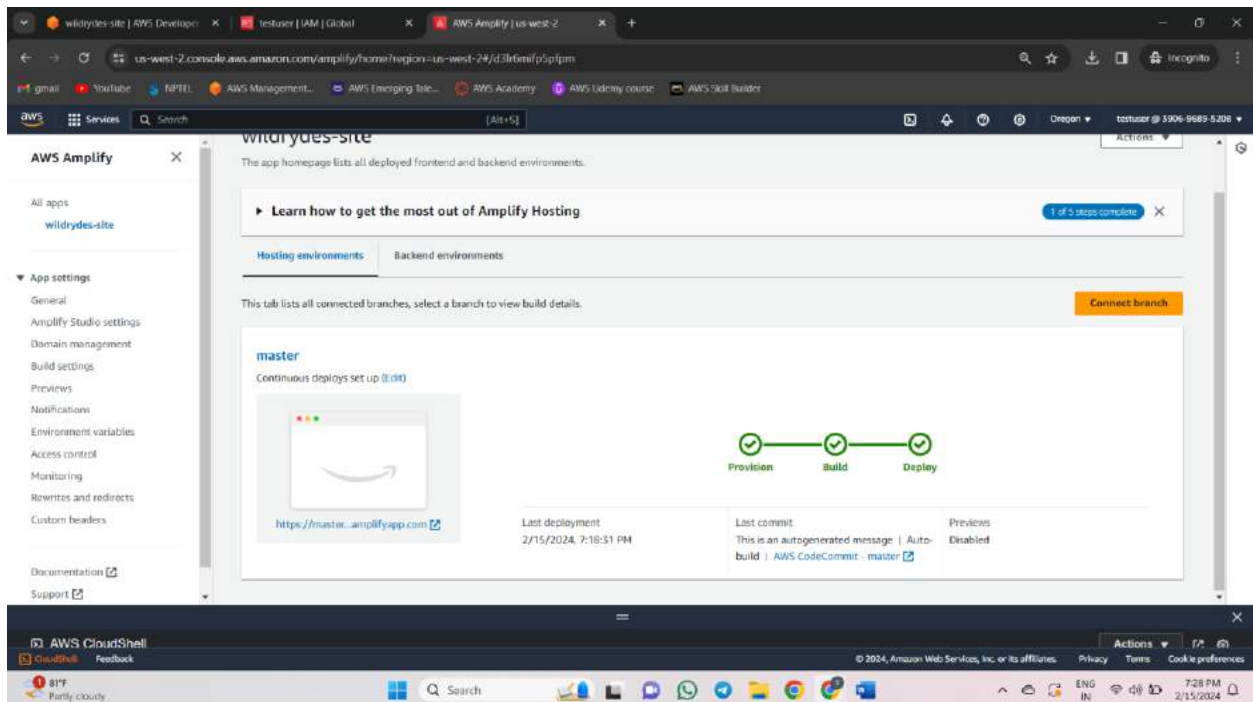 wildrydes-site | AWS Developer
testuser | IAM | Global
AWS Amplify | us-west-2
us-west-2.console.aws.amazon.com/amplify/home?region=us-west-2#/d3lr6mifp5pfpm
Incognito
gmail
YouTube
NPTEL
AWS Management...
AWS Emerging Tale...
AWS Academy
AWS Udemy course
AWS Skill Builder
aws
Services
Search
[Alt+S]
Oregon
testuser @ 3906-9689-5208
AWS Amplify
All apps
wildrydes-site
App settings
General
Amplify Studio settings
Domain management
Build settings
Previews
Notifications
Environment variables
Access control
Monitoring
Rewrites and redirects
Custom headers
Documentation
Support
wildrydes-site
Actions
The app homepage lists all deployed frontend and backend environments.
Learn how to get the most out of Amplify Hosting
1 of 5 steps complete
Hosting environments
Backend environments
This tab lists all connected branches, select a branch to view build details.
Connect branch
master
Continuous deploys set up (Edit)
Provision
Build
Deploy
https://master...amplifyapp.com
Last deployment
2/15/2024, 7:18:31 PM
Last commit
This is an autogenerated message | Auto-
build | AWS CodeCommit - master
Previews
Disabled
AWS CloudShell
Actions
CloudShell
Feedback
© 2024, Amazon Web Services, Inc. or its affiliates.
Privacy
Terms
Cookie preferences
81°F
Partly cloudy
Search
ENG
IN
7:28 PM
2/15/2024